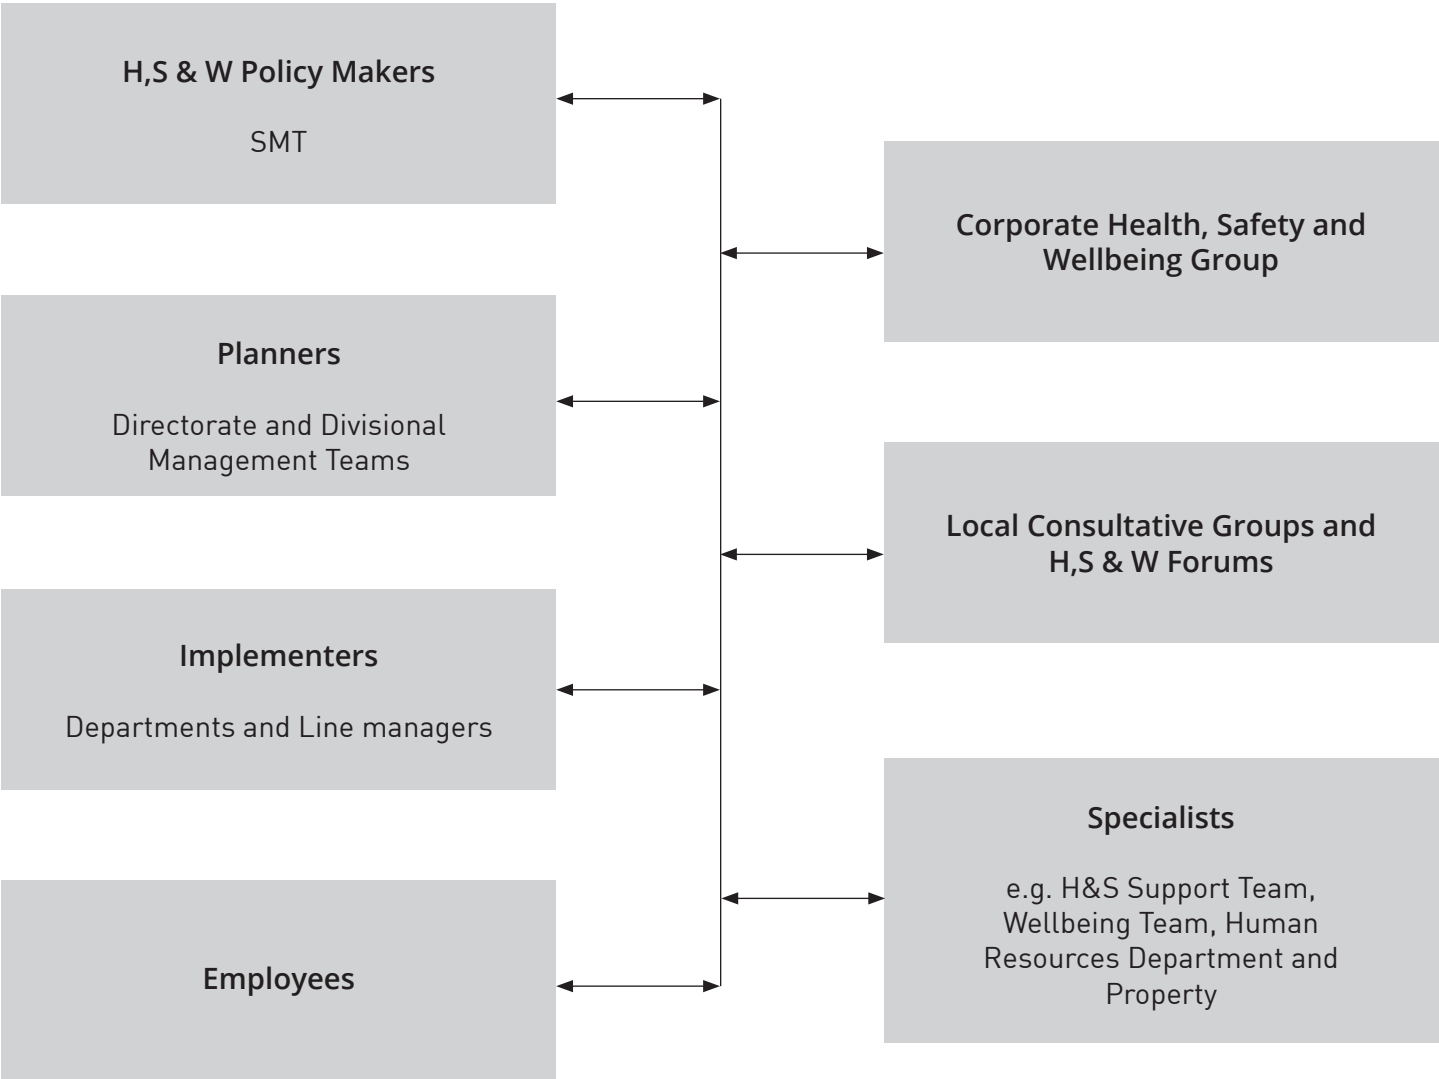 H,S & W Policy Makers
SMT
Planners
Directorate and Divisional
Management Teams
Implementers
Departments and Line managers
Employees
Corporate Health, Safety and
Wellbeing Group
Local Consultative Groups and
H,S & W Forums
Specialists
e.g. H&S Support Team,
Wellbeing Team, Human
Resources Department and
Property